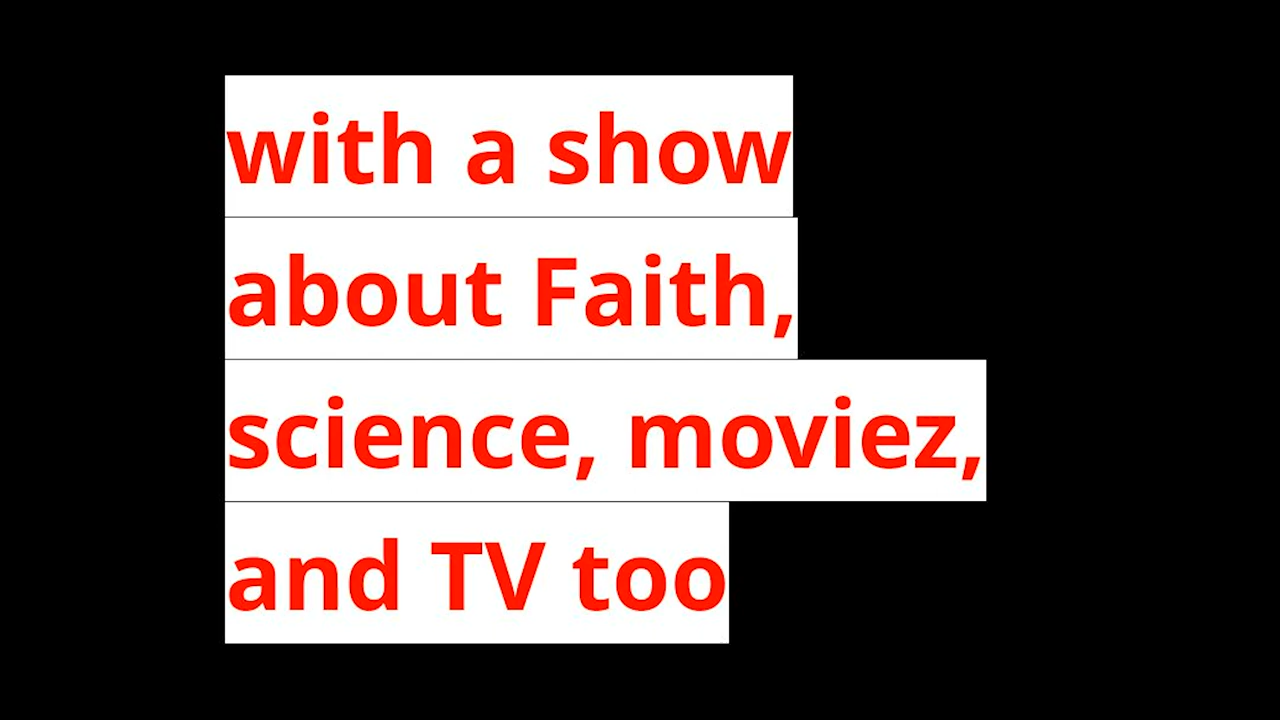 with a show
about Faith,
science, moviez,
and TV too